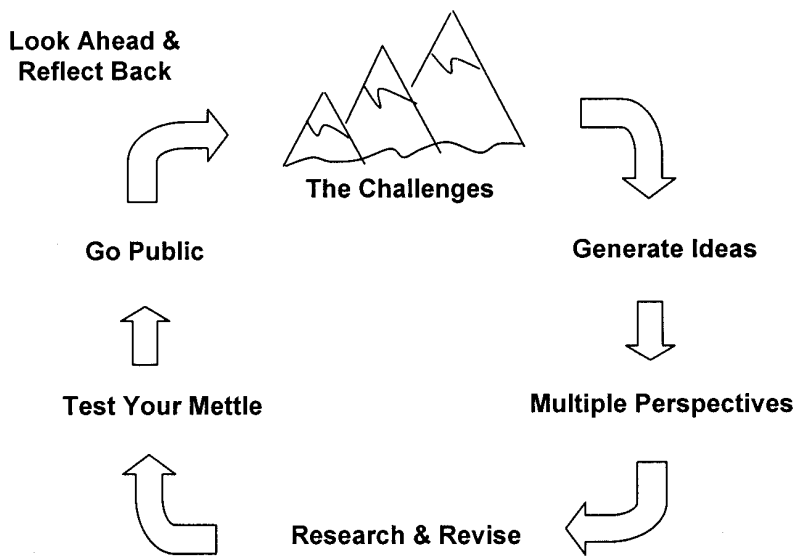 Look Ahead &
Reflect Back
The Challenges
Go Public
Generate Ideas
Test Your Mettle
Multiple Perspectives
Research & Revise